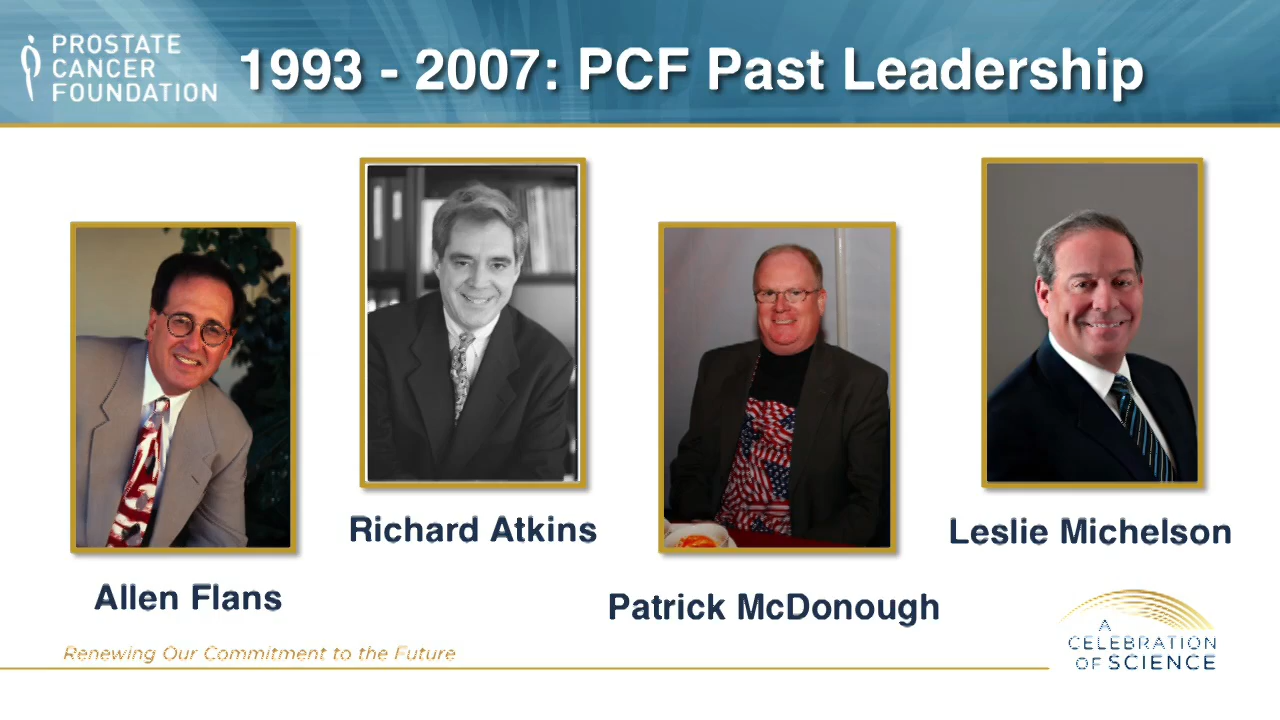 PROSTATE
CANCER
FOUNDATION
1993 - 2007: PCF Past Leadership
Richard Atkins
Leslie Michelson
Allen Flans
Patrick McDonough
Renewing Our Commitment to the Future
A
CELEBRATION
OF SCIENCE